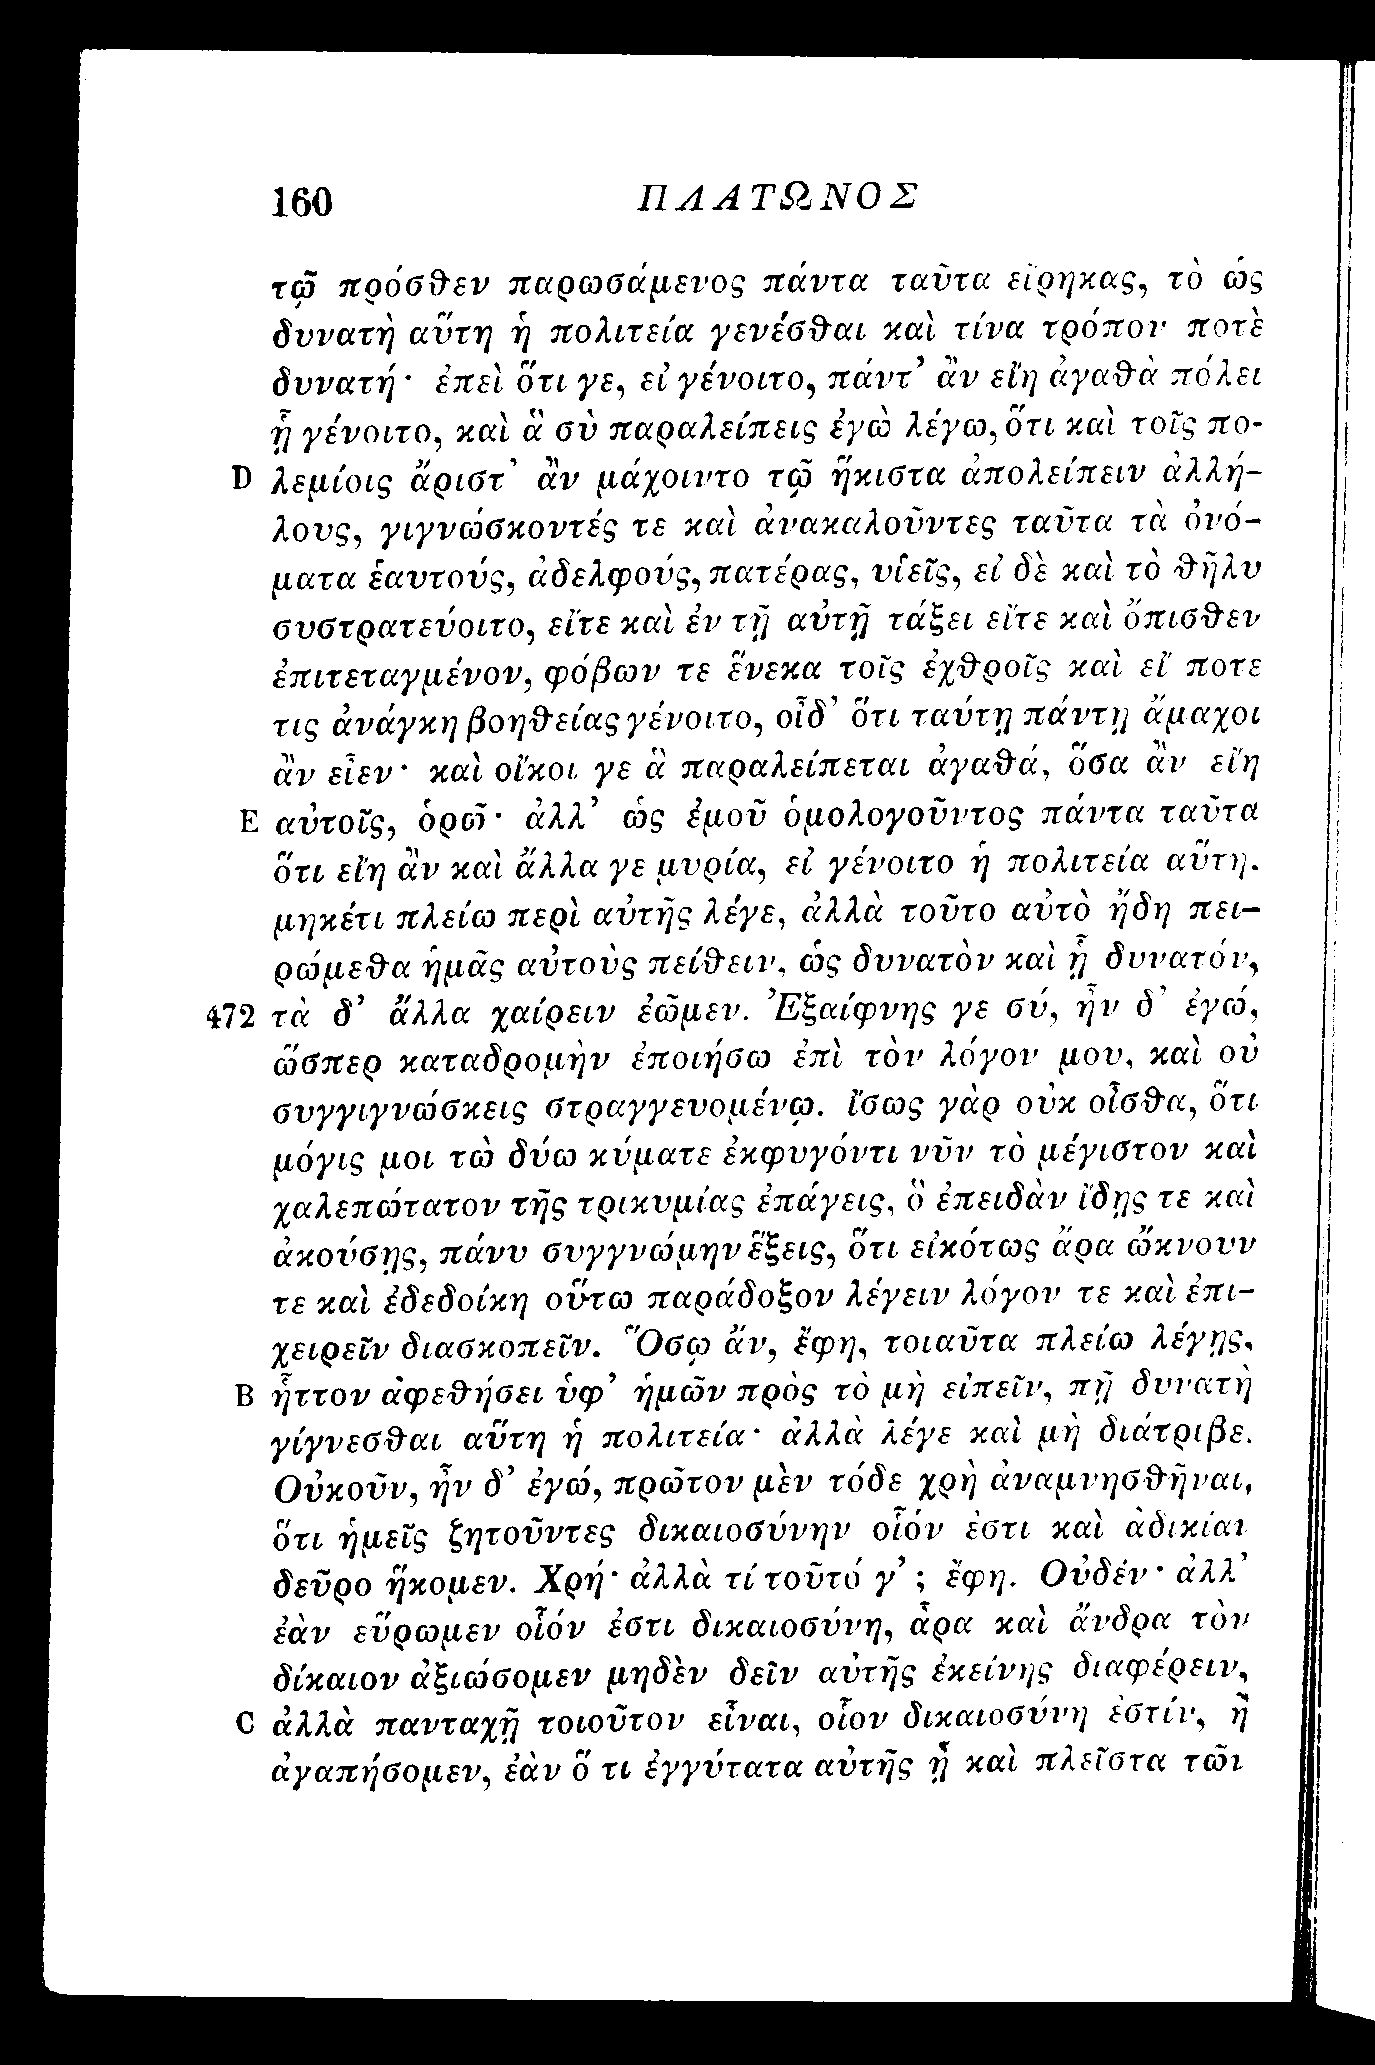 160 ΠΛΑΤΩΝΟΣ
τῷ πρόσθεν παρωσάμενος πάντα ταῦτα εἴρηκας, τὸ ὡς
δυνατὴ αὕτη ἡ πολιτεία γενέσθαι καὶ τίνα τρόπον ποτὲ
δυνατή· ἐπεὶ ὅτι γε, εἰ γένοιτο, πάντ’ ἂν εἴη ἀγαθὰ πόλει
ᾗ γένοιτο, καὶ ἃ σὺ παραλείπεις ἐγὼ λέγω, ὅτι καὶ τοῖς πο-
D λεμίοις ἄριστ’ ἂν μάχοιντο τῷ ἥκιστα ἀπολείπειν ἀλλή-
λους, γιγνώσκοντές τε καὶ ἀνακαλοῦντες ταῦτα τὰ ὀνό-
ματα ἑαυτούς, ἀδελφούς, πατέρας, υἱεῖς, εἰ δὲ καὶ τὸ θῆλυ
συστρατεύοιτο, εἴτε καὶ ἐν τῇ αὐτῇ τάξει εἴτε καὶ ὄπισθεν
ἐπιτεταγμένον, φόβων τε ἕνεκα τοῖς ἐχθροῖς καὶ εἴ ποτε
τις ἀνάγκη βοηθείας γένοιτο, οἶδ’ ὅτι ταύτῃ πάντῃ ἄμαχοι
ἂν εἶεν· καὶ οἴκοι γε ἃ παραλείπεται ἀγαθά, ὅσα ἂν εἴη
E αὐτοῖς, ὁρῶ· ἀλλ’ ὡς ἐμοῦ ὁμολογοῦντος πάντα ταῦτα
ὅτι εἴη ἂν καὶ ἄλλα γε μυρία, εἰ γένοιτο ἡ πολιτεία αὕτη.
μηκέτι πλείω περὶ αὐτῆς λέγε, ἀλλὰ τοῦτο αὐτὸ ἤδη πει-
ρώμεθα ἡμᾶς αὐτοὺς πείθειν, ὡς δυνατὸν καὶ ᾗ δυνατόν,
472 τὰ δ’ ἄλλα χαίρειν ἐῶμεν. Ἐξαίφνης γε σύ, ἦν δ’ ἐγώ,
ὥσπερ καταδρομὴν ἐποιήσω ἐπὶ τὸν λόγον μου, καὶ οὐ
συγγιγνώσκεις στραγγευομένῳ. ἴσως γὰρ οὐκ οἶσθα, ὅτι
μόγις μοι τὼ δύω κύματε ἐκφυγόντι νῦν τὸ μέγιστον καὶ
χαλεπώτατον τῆς τρικυμίας ἐπάγεις, ὃ ἐπειδὰν ἴδῃς τε καὶ
ἀκούσῃς, πάνυ συγγνώμην ἕξεις, ὅτι εἰκότως ἄρα ὤκνουν
τε καὶ ἐδεδοίκη οὕτω παράδοξον λέγειν λόγον τε καὶ ἐπι-
χειρεῖν διασκοπεῖν. Ὅσῳ ἄν, ἔφη, τοιαῦτα πλείω λέγῃς,
B ἧττον ἀφεθήσει ὑφ’ ἡμῶν πρὸς τὸ μὴ εἰπεῖν, πῇ δυνατὴ
γίγνεσθαι αὕτη ἡ πολιτεία· ἀλλὰ λέγε καὶ μὴ διάτριβε.
Οὐκοῦν, ἦν δ’ ἐγώ, πρῶτον μὲν τόδε χρὴ ἀναμνησθῆναι,
ὅτι ἡμεῖς ζητοῦντες δικαιοσύνην οἷόν ἐστι καὶ ἀδικίαν
δεῦρο ἥκομεν. Χρή· ἀλλὰ τί τοῦτό γ’; ἔφη. Οὐδέν· ἀλλ’
ἐὰν εὕρωμεν οἷόν ἐστι δικαιοσύνη, ἆρα καὶ ἄνδρα τὸν
δίκαιον ἀξιώσομεν μηδὲν δεῖν αὐτῆς ἐκείνης διαφέρειν,
C ἀλλὰ πανταχῇ τοιοῦτον εἶναι, οἷον δικαιοσύνη ἐστίν, ἢ
ἀγαπήσομεν, ἐὰν ὅ τι ἐγγύτατα αὐτῆς ᾖ καὶ πλεῖστα τῶν